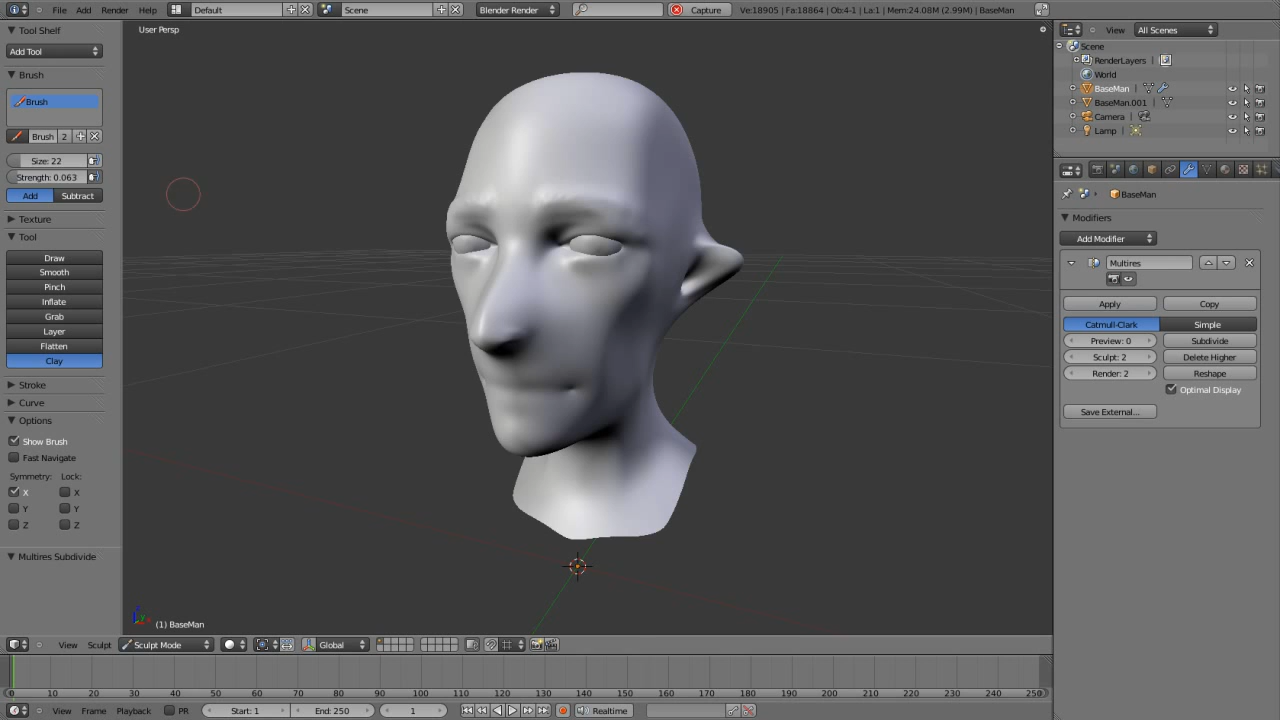 File Add Render Help Default Scene Blender Render Capture Ve:18905 | Fa:18864 | Ob:4-1 | La:1 | Mem:24.08M (2.99M) | BaseMan
Tool Shelf
Add Tool
Brush
Brush
Brush 2
Size: 22
Strength: 0.063
Add Subtract
Texture
Tool
Draw
Smooth
Pinch
Inflate
Grab
Layer
Flatten
Clay
Stroke
Curve
Options
Show Brush
Fast Navigate
Symmetry: Lock:
X X
Y Y
Z Z
Multires Subdivide
User Persp
(1) BaseMan
View Sculpt Sculpt Mode Global
0 10 20 30 40 50 60 70 80 90 100 110 120 130 140 150 160 170 180 190 200 210 220 230 240 250
View Frame Playback PR Start: 1 End: 250 1 Realtime
View All Scenes
Scene
RenderLayers |
World
BaseMan |
BaseMan.001 |
Camera |
Lamp |
BaseMan
Modifiers
Add Modifier
Multires
Apply Copy
Catmull-Clark Simple
Preview: 0 Subdivide
Sculpt: 2 Delete Higher
Render: 2 Reshape
Optimal Display
Save External...